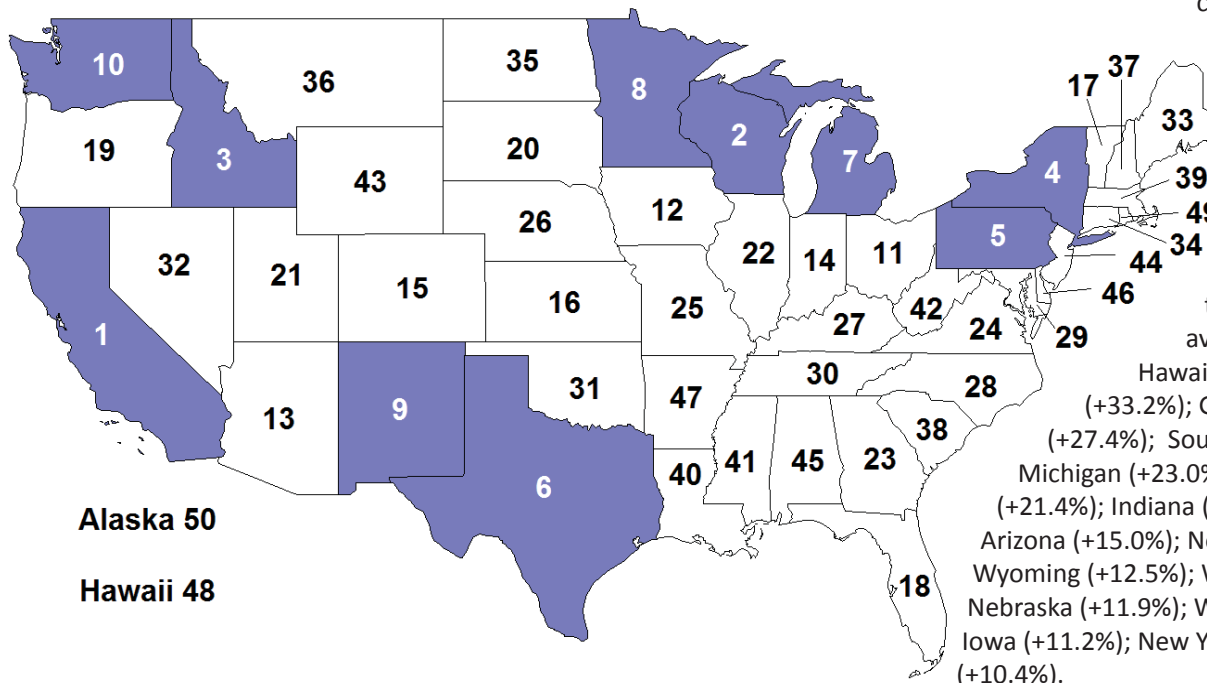 c
37
10 36 35 8 17
33
19 3 20 2 7 4
43 39
12 49
26 5 34
32 21 22 14 11 44
15 16 25 46
1 42 24 29
27
av
30 28 Hawaii
9 31 47 (+33.2%);
13 38 (+27.4%); Sou
6 40 41 45 23 Michigan (+23.0%
(+21.4%); Indiana (
Alaska 50 Arizona (+15.0%); N
Wyoming (+12.5%);
Hawaii 48 18 Nebraska (+11.9%); W
Iowa (+11.2%); New Y
(+10.4%).